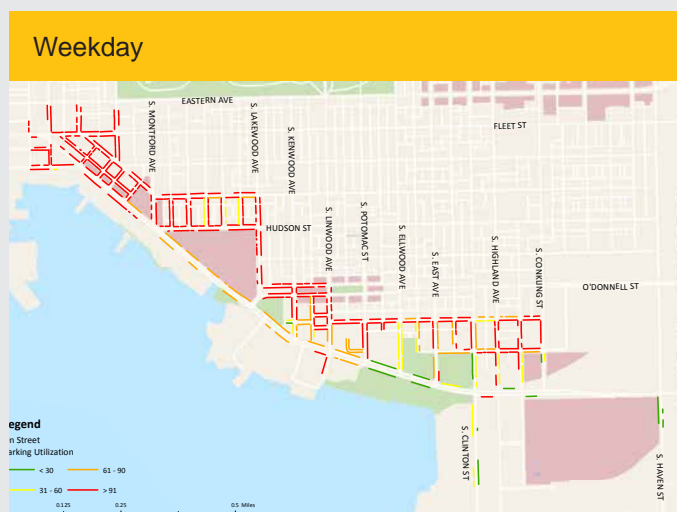 Weekday
EASTERN AVE
S. MONTFORD AVE
S. LAKEWOOD AVE
S. KENWOOD AVE
FLEET ST
HUDSON ST
S. LINWOOD AVE
S. POTOMAC ST
S. ELLWOOD AVE
S. EAST AVE
S. HIGHLAND AVE
S. CONKLING ST
O'DONNELL ST
S. CLINTON ST
S. HAVEN ST
egend
n Street
arking Utilization
< 30
61 - 90
31 - 60
> 91
0.125 0.25 0.5 Miles